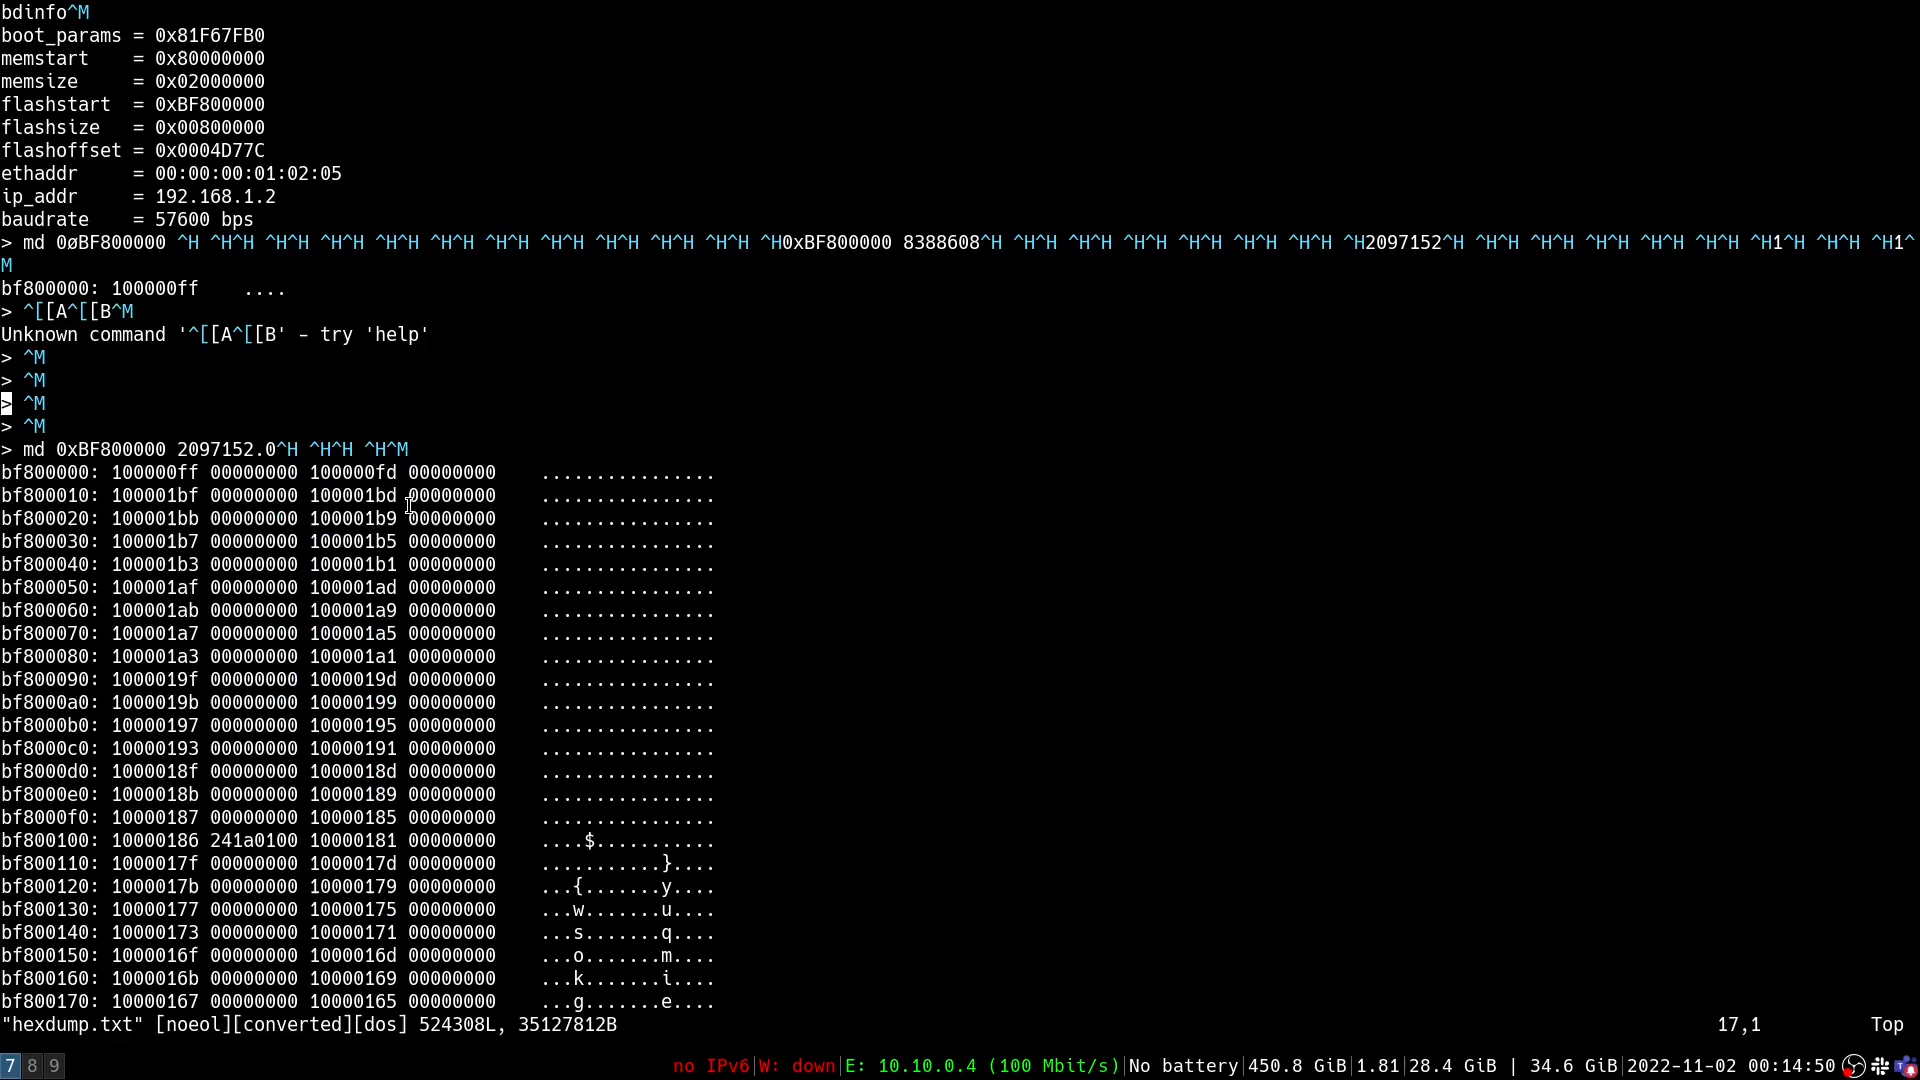 bdinfo^M
boot_params = 0x81F67FB0
memstart    = 0x80000000
memsize     = 0x02000000
flashstart  = 0xBF800000
flashsize   = 0x00800000
flashoffset = 0x0004D77C
ethaddr     = 00:00:00:01:02:05
ip_addr     = 192.168.1.2
baudrate    = 57600 bps
> md 0øBF800000 ^H ^H^H ^H^H ^H^H ^H^H ^H^H ^H^H ^H^H ^H^H ^H^H ^H^H ^H0xBF800000 8388608^H ^H^H ^H^H ^H^H ^H^H ^H^H ^H^H ^H2097152^H ^H^H ^H^H ^H^H ^H^H ^H^H ^H1^H ^H^H ^H1^
M
bf800000: 100000ff    ....
> ^[[A^[[B^M
Unknown command '^[[A^[[B' - try 'help'
> ^M
> ^M
> ^M
> ^M
> md 0xBF800000 2097152.0^H ^H^H ^H^M
bf800000: 100000ff 00000000 100000fd 00000000    ................
bf800010: 100001bf 00000000 100001bd 00000000    ................
bf800020: 100001bb 00000000 100001b9 00000000    ................
bf800030: 100001b7 00000000 100001b5 00000000    ................
bf800040: 100001b3 00000000 100001b1 00000000    ................
bf800050: 100001af 00000000 100001ad 00000000    ................
bf800060: 100001ab 00000000 100001a9 00000000    ................
bf800070: 100001a7 00000000 100001a5 00000000    ................
bf800080: 100001a3 00000000 100001a1 00000000    ................
bf800090: 1000019f 00000000 1000019d 00000000    ................
bf8000a0: 1000019b 00000000 10000199 00000000    ................
bf8000b0: 10000197 00000000 10000195 00000000    ................
bf8000c0: 10000193 00000000 10000191 00000000    ................
bf8000d0: 1000018f 00000000 1000018d 00000000    ................
bf8000e0: 1000018b 00000000 10000189 00000000    ................
bf8000f0: 10000187 00000000 10000185 00000000    ................
bf800100: 10000186 241a0100 10000181 00000000    ....$...........
bf800110: 1000017f 00000000 1000017d 00000000    ...........}....
bf800120: 1000017b 00000000 10000179 00000000    ...{.......y....
bf800130: 10000177 00000000 10000175 00000000    ...w.......u....
bf800140: 10000173 00000000 10000171 00000000    ...s.......q....
bf800150: 1000016f 00000000 1000016d 00000000    ...o.......m....
bf800160: 1000016b 00000000 10000169 00000000    ...k.......i....
bf800170: 10000167 00000000 10000165 00000000    ...g.......e....
"hexdump.txt" [noeol][converted][dos] 524308L, 35127812B 17,1 Top
7 8 9 no IPv6|W: down|E: 10.10.0.4 (100 Mbit/s)|No battery|450.8 GiB|1.81|28.4 GiB | 34.6 GiB|2022-11-02 00:14:50